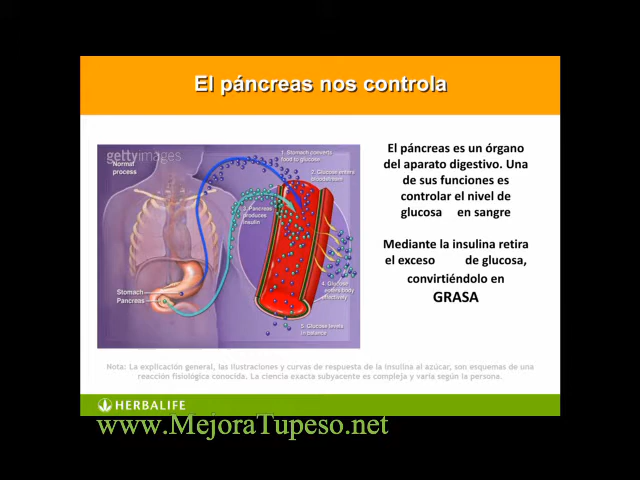 El páncreas nos controla
gettyimages
Normal
process
1. Stomach converts
food to glucose
2. Glucose enters
bloodstream
3. Pancreas
produces
insulin
4. Glucose
enters body
effectively
5. Glucose levels
in balance
Stomach
Pancreas
El páncreas es un órgano
del aparato digestivo. Una
de sus funciones es
controlar el nivel de
glucosa en sangre
Mediante la insulina retira
el exceso de glucosa,
convirtiéndolo en
GRASA
Nota: La explicación general, las ilustraciones y curvas de respuesta de la insulina al azúcar, son esquemas de una
reacción fisiológica conocida. La ciencia exacta subyacente es compleja y varía según la persona.
HERBALIFE
www.MejoraTupeso.net